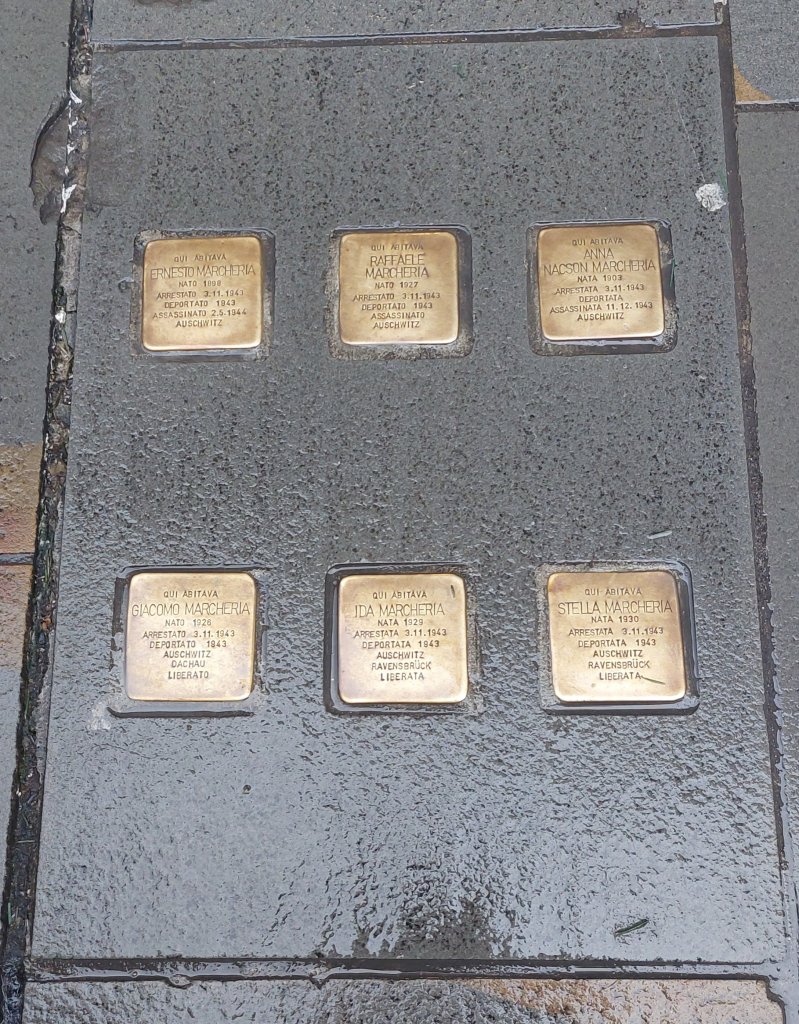 QUI ABITAVA
ERNESTO MARCHERIA
NATO 1898
ARRESTATO 3.11.1943
DEPORTATO 1943
ASSASSINATO 2.5.1944
AUSCHWITZ
QUI ABITAVA
RAFFAELE
MARCHERIA
NATO 1927
ARRESTATO 3.11.1943
DEPORTATO 1943
ASSASSINATO
AUSCHWITZ
QUI ABITAVA
ANNA
NACSON MARCHERIA
NATA 1903
ARRESTATA 3.11.1943
DEPORTATA
ASSASSINATA 11.12.1943
AUSCHWITZ
QUI ABITAVA
GIACOMO MARCHERIA
NATO 1926
ARRESTATO 3.11.1943
DEPORTATO 1943
AUSCHWITZ
DACHAU
LIBERATO
QUI ABITAVA
IDA MARCHERIA
NATA 1929
ARRESTATA 3.11.1943
DEPORTATA 1943
AUSCHWITZ
RAVENSBRÜCK
LIBERATA
QUI ABITAVA
STELLA MARCHERIA
NATA 1930
ARRESTATA 3.11.1943
DEPORTATA 1943
AUSCHWITZ
RAVENSBRÜCK
LIBERATA